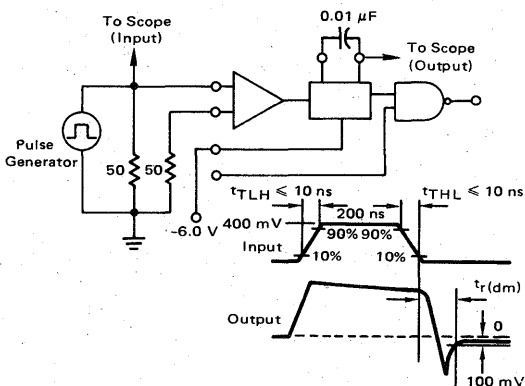 To Scope
(Input)
0.01 μF
To Scope
(Output)
Pulse
Generator
50
50
-6.0 V
tTLH ≤ 10 ns
tTHL ≤ 10 ns
200 ns
400 mV
90% 90%
Input
10%
10%
tr(dm)
Output
0
100 mV